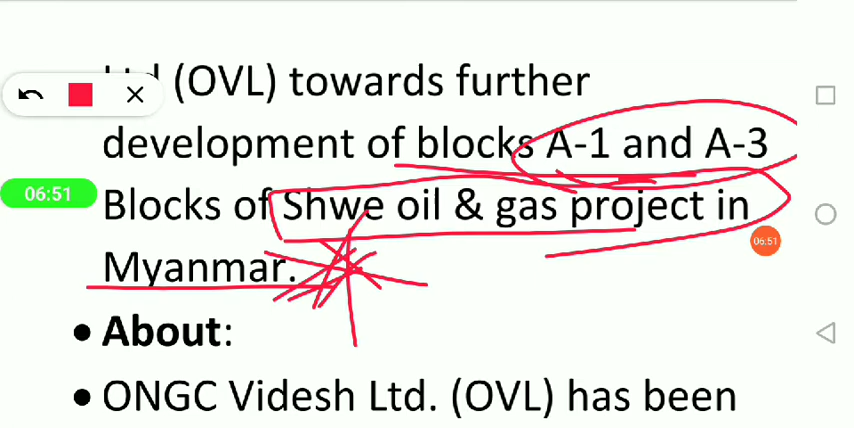 Ltd (OVL) towards further
development of blocks A-1 and A-3
06:51
Blocks of Shwe oil & gas project in
06:51
Myanmar.
• About:
• ONGC Videsh Ltd. (OVL) has been